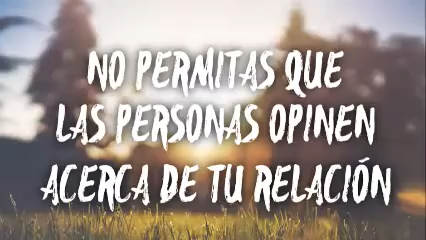 NO PERMITAS QUE
LAS PERSONAS OPINEN
ACERCA DE TU RELACIÓN